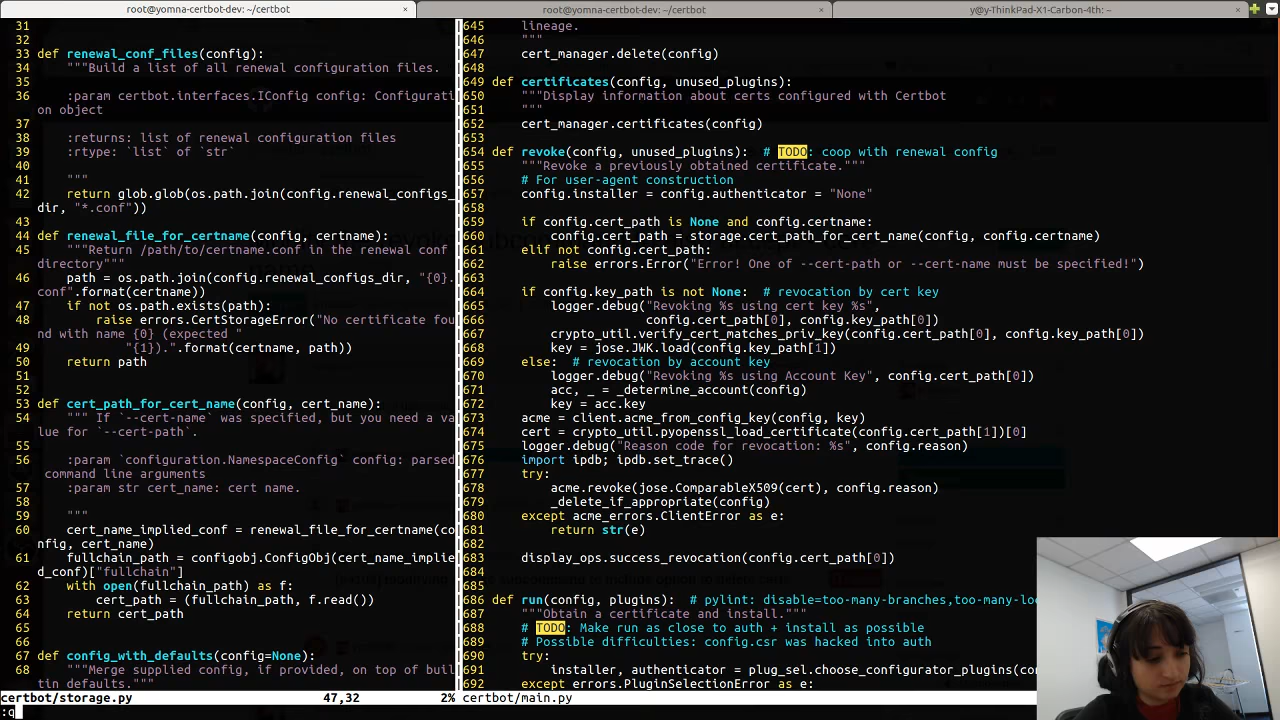 root@yomna-certbot-dev: ~/certbot × root@yomna-certbot-dev: ~/certbot × y@y-ThinkPad-X1-Carbon-4th: ~ ×
31
32
33 def renewal_conf_files(config):
34     """Build a list of all renewal configuration files.
35
36     :param certbot.interfaces.IConfig config: Configurati
on object
37
38     :returns: list of renewal configuration files
39     :rtype: `list` of `str`
40
41     """
42     return glob.glob(os.path.join(config.renewal_configs_
dir, "*.conf"))
43
44 def renewal_file_for_certname(config, certname):
45     """Return /path/to/certname.conf in the renewal conf
directory"""
46     path = os.path.join(config.renewal_configs_dir, "{0}.
conf".format(certname))
47     if not os.path.exists(path):
48         raise errors.CertStorageError("No certificate fou
nd with name {0} (expected "
49             "{1}).".format(certname, path))
50     return path
51
52
53 def cert_path_for_cert_name(config, cert_name):
54     """ If `--cert-name` was specified, but you need a va
lue for `--cert-path`.
55
56     :param `configuration.NamespaceConfig` config: parsed
 command line arguments
57     :param str cert_name: cert name.
58
59     """
60     cert_name_implied_conf = renewal_file_for_certname(co
nfig, cert_name)
61     fullchain_path = configobj.ConfigObj(cert_name_implie
d_conf)["fullchain"]
62     with open(fullchain_path) as f:
63         cert_path = (fullchain_path, f.read())
64     return cert_path
65
66
67 def config_with_defaults(config=None):
68     """Merge supplied config, if provided, on top of buil
tin defaults."""
certbot/storage.py 47,32 2%
:q
645     lineage.
646     """
647     cert_manager.delete(config)
648
649 def certificates(config, unused_plugins):
650     """Display information about certs configured with Certbot
651     """
652     cert_manager.certificates(config)
653
654 def revoke(config, unused_plugins):  # TODO: coop with renewal config
655     """Revoke a previously obtained certificate."""
656     # For user-agent construction
657     config.installer = config.authenticator = "None"
658
659     if config.cert_path is None and config.certname:
660         config.cert_path = storage.cert_path_for_cert_name(config, config.certname)
661     elif not config.cert_path:
662         raise errors.Error("Error! One of --cert-path or --cert-name must be specified!")
663
664     if config.key_path is not None:  # revocation by cert key
665         logger.debug("Revoking %s using cert key %s",
666                      config.cert_path[0], config.key_path[0])
667         crypto_util.verify_cert_matches_priv_key(config.cert_path[0], config.key_path[0])
668         key = jose.JWK.load(config.key_path[1])
669     else:  # revocation by account key
670         logger.debug("Revoking %s using Account Key", config.cert_path[0])
671         acc, _ = _determine_account(config)
672         key = acc.key
673     acme = client.acme_from_config_key(config, key)
674     cert = crypto_util.pyopenssl_load_certificate(config.cert_path[1])[0]
675     logger.debug("Reason code for revocation: %s", config.reason)
676     import ipdb; ipdb.set_trace()
677     try:
678         acme.revoke(jose.ComparableX509(cert), config.reason)
679         _delete_if_appropriate(config)
680     except acme_errors.ClientError as e:
681         return str(e)
682
683     display_ops.success_revocation(config.cert_path[0])
684
685
686 def run(config, plugins):  # pylint: disable=too-many-branches,too-many-lo
687     """Obtain a certificate and install."""
688     # TODO: Make run as close to auth + install as possible
689     # Possible difficulties: config.csr was hacked into auth
690     try:
691         installer, authenticator = plug_sel.choose_configurator_plugins(co
692     except errors.PluginSelectionError as e:
certbot/main.py